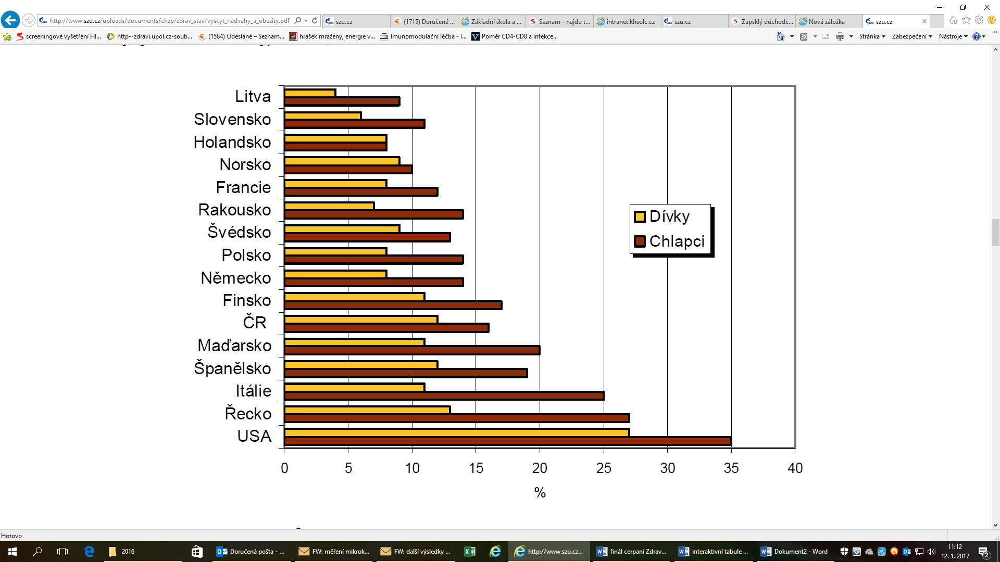 http://www.szu.cz/uploads/documents/chzp/zdrav_stav/vyskyt_nadvahy_a_obezity.pdf
szu.cz
(1715) Doručené ...
Základní škola a ...
Seznam - najdu t...
intranet.khsolc.cz
szu.cz
Zapšklý důchodc...
Nová záložka
szu.cz
screeningové vyšetření Hl...
http--zdravi.upol.cz-soub...
(1584) Odeslané – Seznam...
hrášek mražený, energie v...
Imunomodulační léčba - I...
Poměr CD4-CD8 a infekce...
Stránka
Zabezpečení
Nástroje
Litva
Slovensko
Holandsko
Norsko
Francie
Rakousko
Švédsko
Polsko
Německo
Finsko
ČR
Maďarsko
Španělsko
Itálie
Řecko
USA
Dívky
Chlapci
0 5 10 15 20 25 30 35 40
%
Hotovo
2016
Doručená pošta – ...
FW: měření mikrok...
FW: další výsledky ...
http://www.szu.cz...
finál cerpani Zdrav...
interaktivní tabule ...
Dokument2 - Word
11:12
12. 1. 2017
2